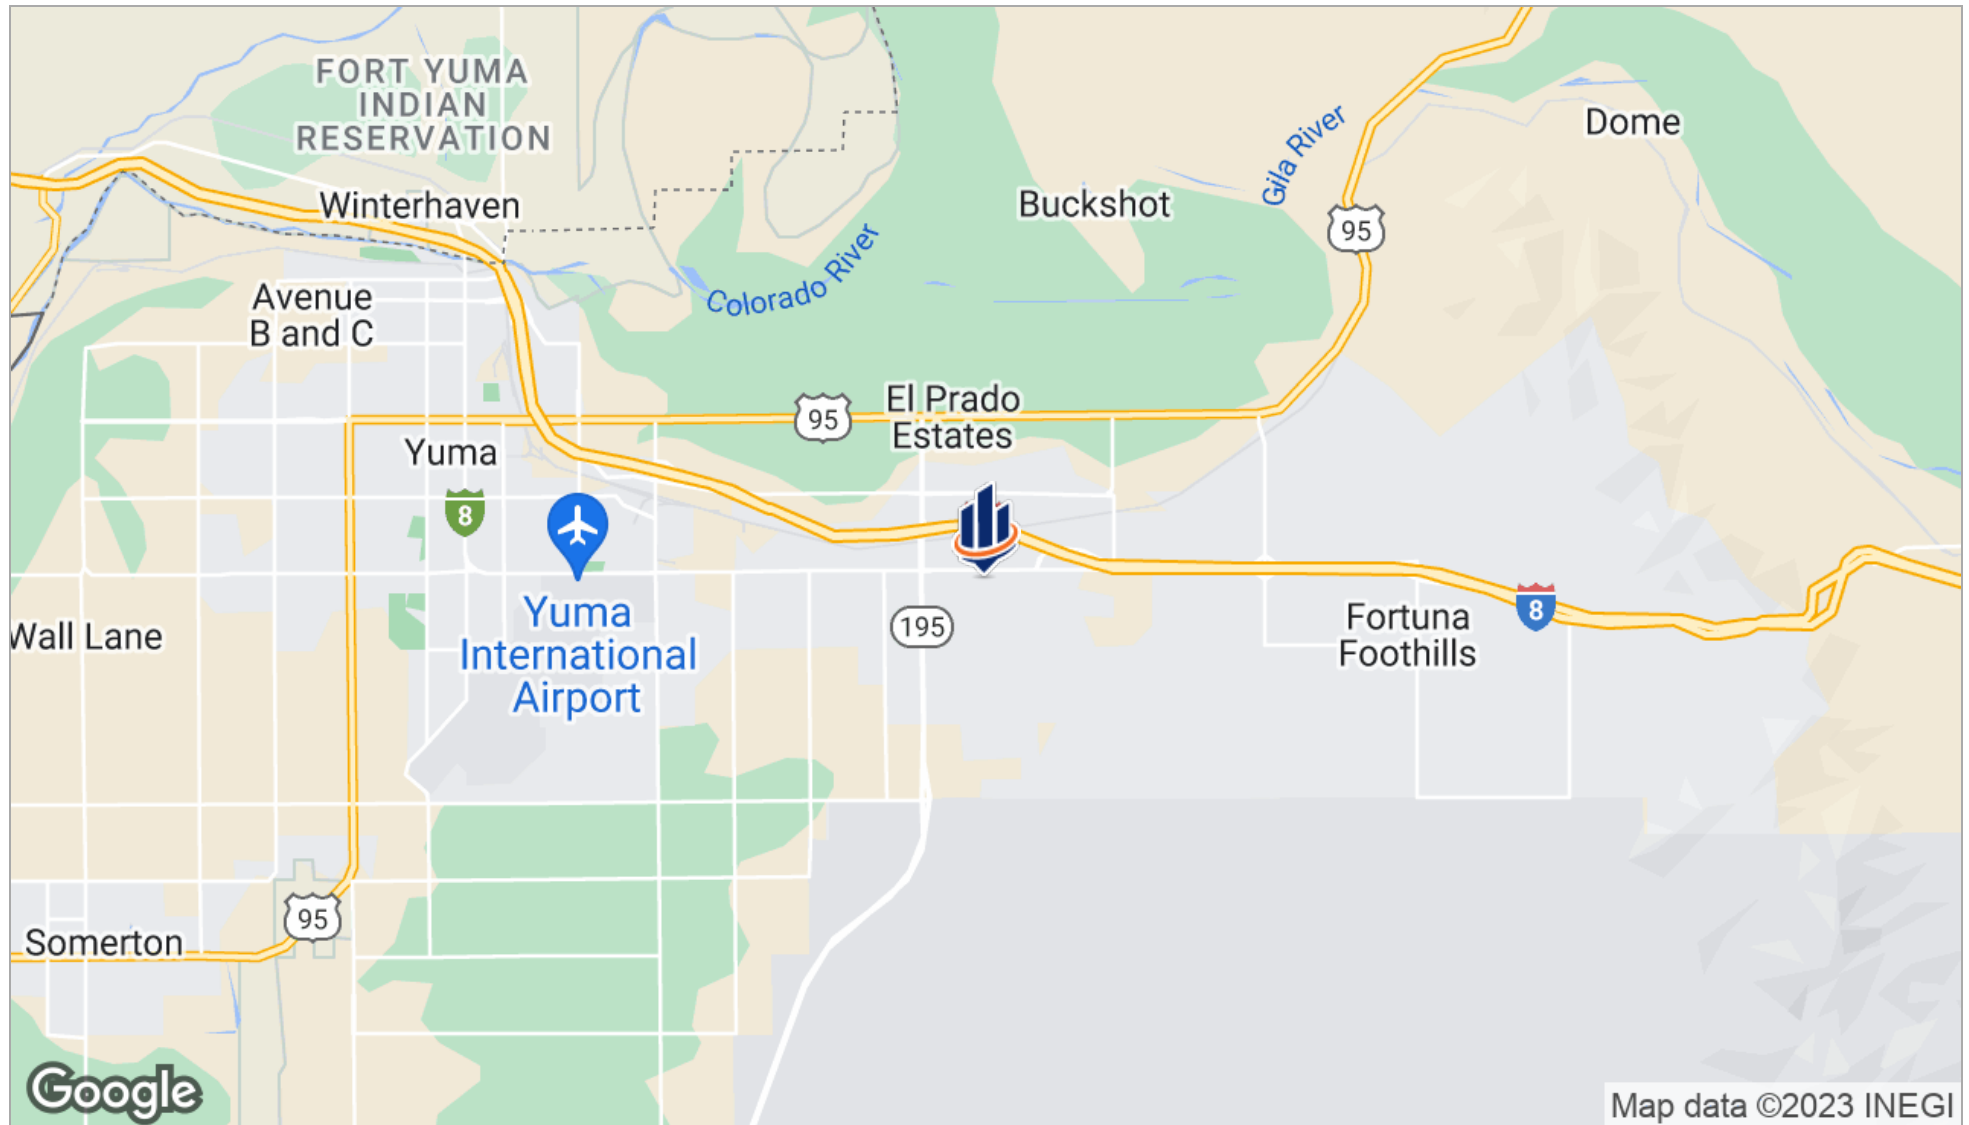 FORT YUMA
INDIAN
RESERVATION
Dome
Gila River
Winterhaven
Buckshot
95
Colorado River
Avenue
B and C
El Prado
Estates
95
Yuma
8
Yuma
International
Airport
195
8
Fortuna
Foothills
Wall Lane
95
Somerton
Google
Map data ©2023 INEGI